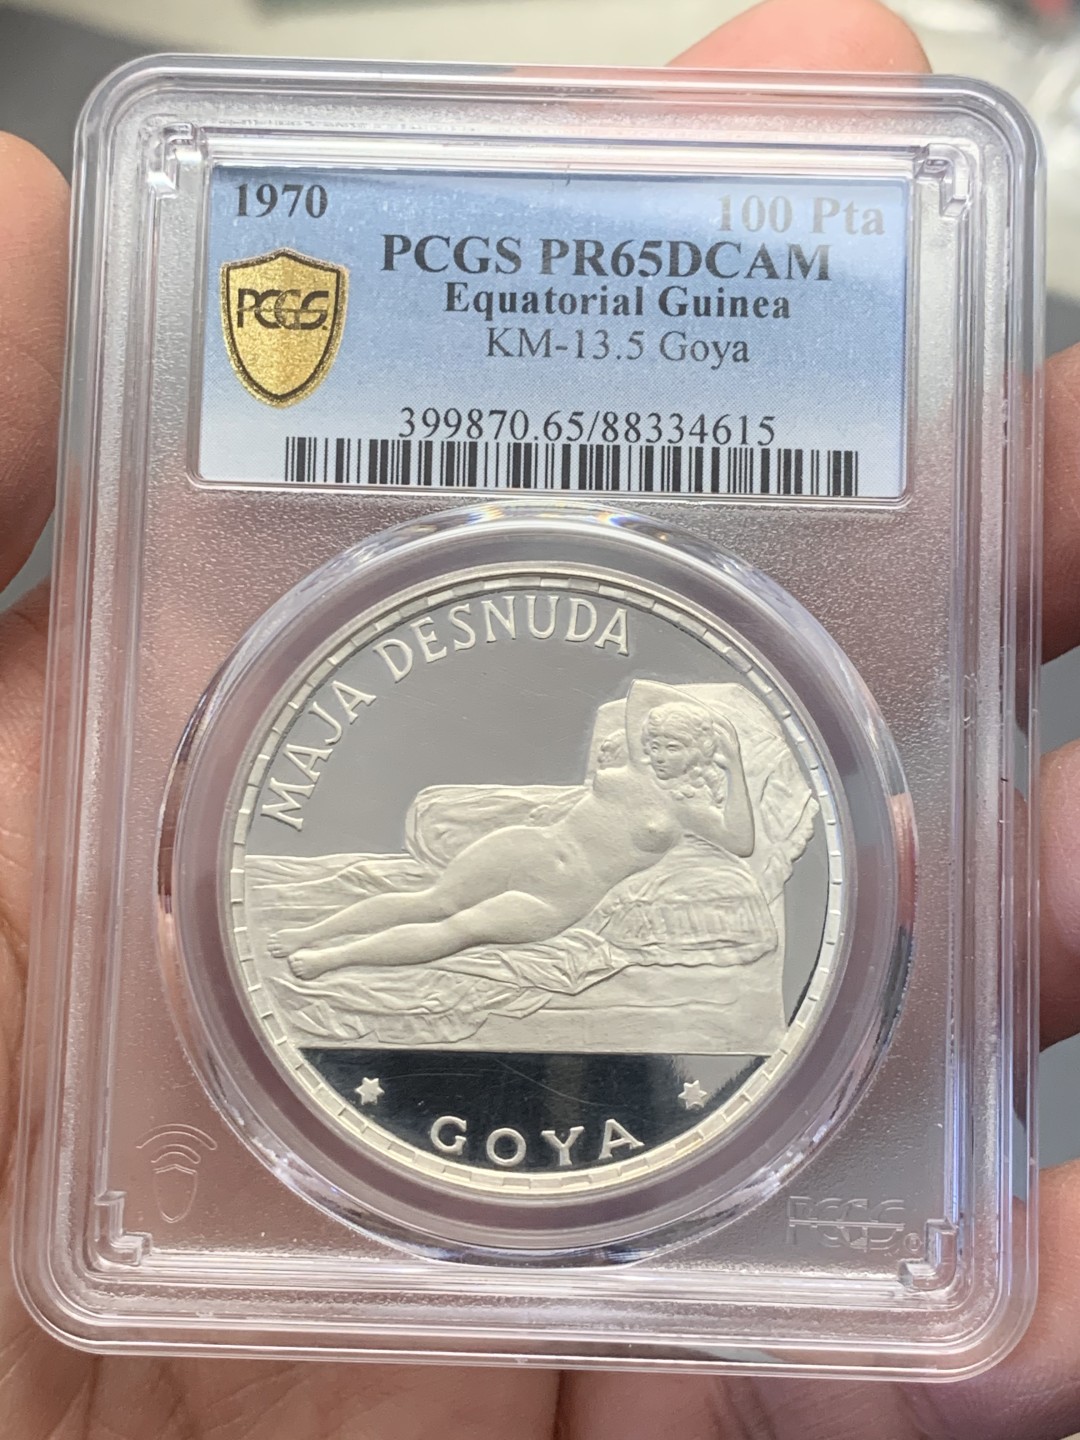 1970
100 Pta
PCGS PR65DCAM
Equatorial Guinea
KM-13.5 Goya
PCGS
399870.65/88334615
MAJA DESNUDA
GOYA
PCGS